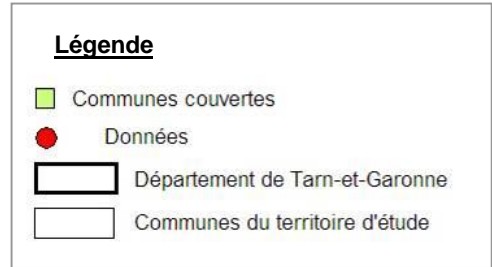 Légende
Communes couvertes
Données
Département de Tarn-et-Garonne
Communes du territoire d'étude